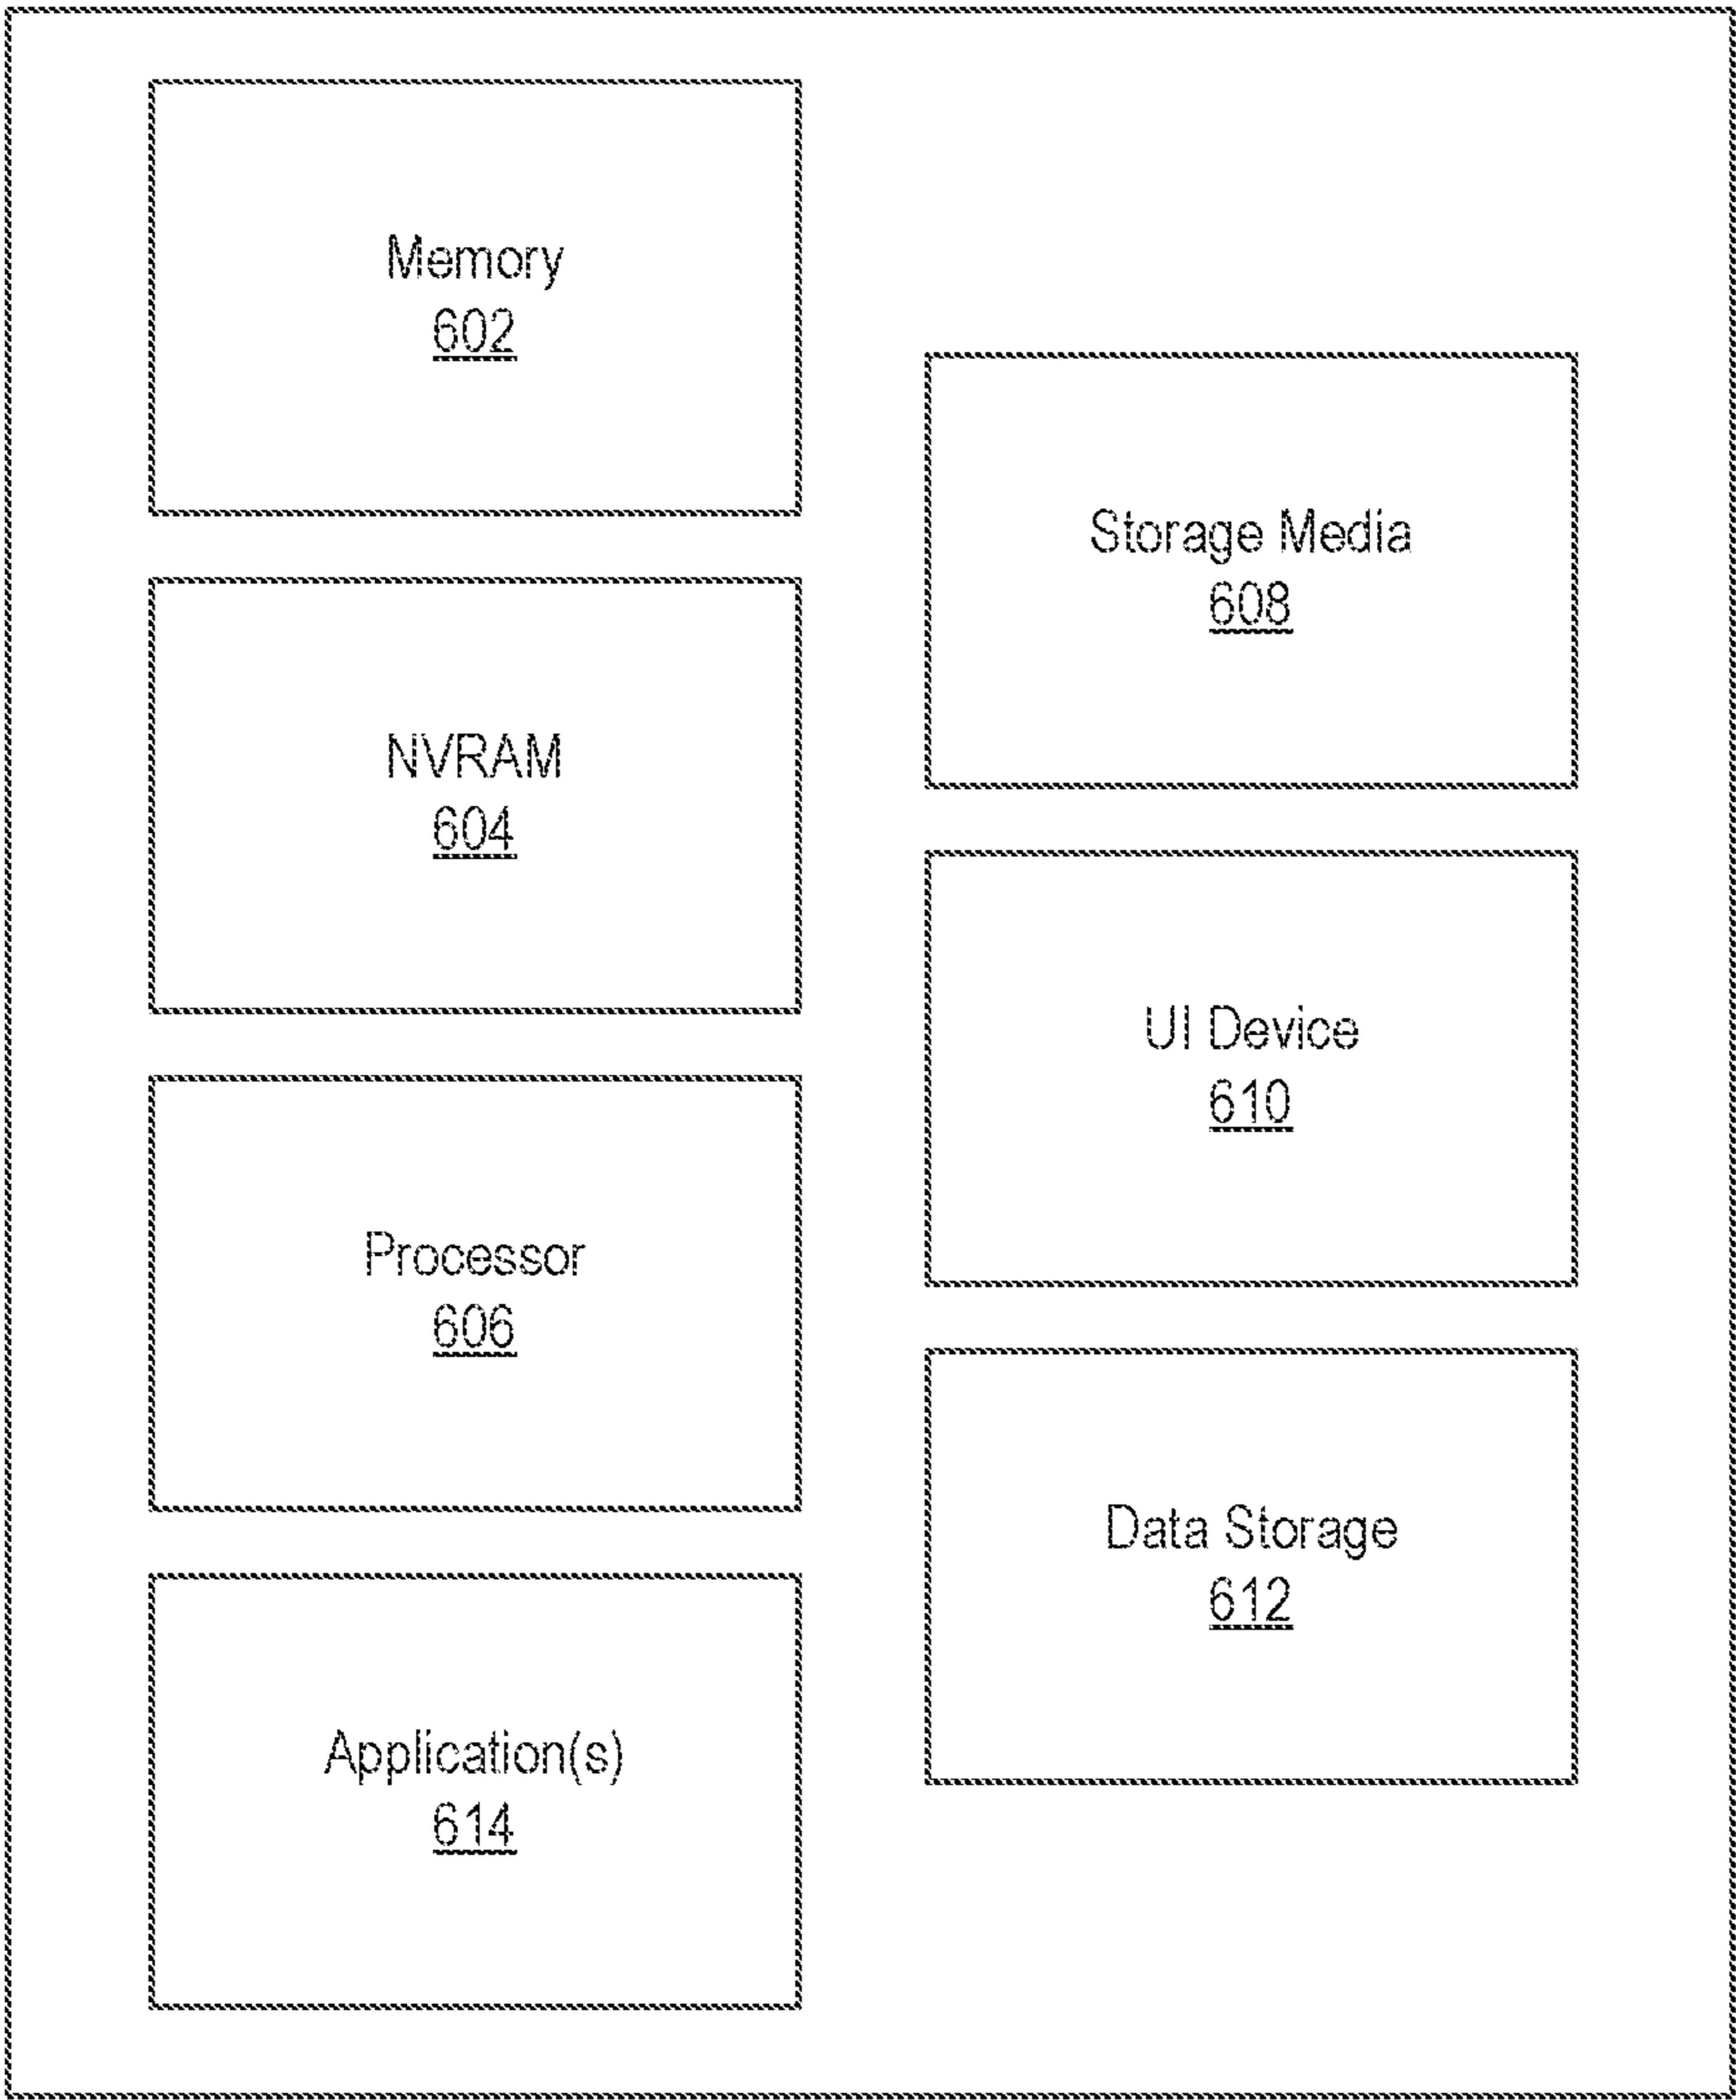 Memory
602
NVRAM
604
Processor
606
Application(s)
614
Storage Media
608
UI Device
610
Data Storage
612